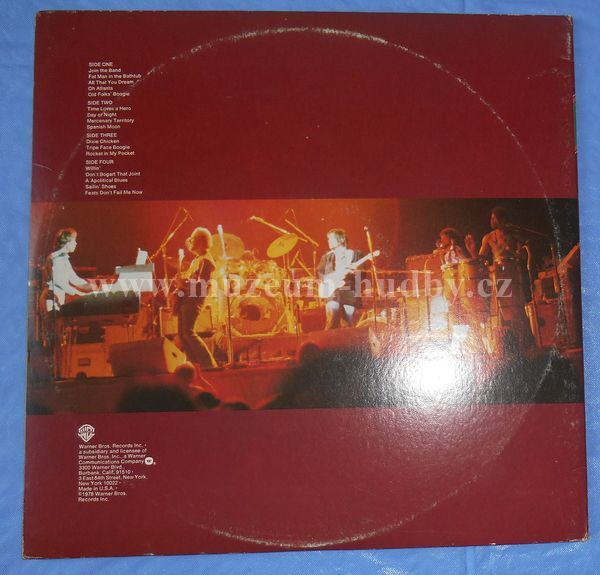 SIDE ONE
Join the Band
Fat Man in the Bathtub
All That You Dream
Oh Atlanta
Old Folks' Boogie
SIDE TWO
Time Loves a Hero
Day of Night
Mercenary Territory
Spanish Moon
SIDE THREE
Dixie Chicken
Tripe Face Boogie
Rocket in My Pocket
SIDE FOUR
Willin'
Don't Bogart That Joint
A Apolitical Blues
Sailin' Shoes
Feats Don't Fail Me Now
www.muzeum-hudby.cz
Warner Bros. Records Inc. •
a subsidiary and licensee of
Warner Bros. Inc., a Warner
Communications Company
3300 Warner Blvd.,
Burbank, Calif. 91510 •
3 East 54th Street, New York,
New York 10022 •
Made in U.S.A. •
©1978 Warner Bros.
Records Inc.